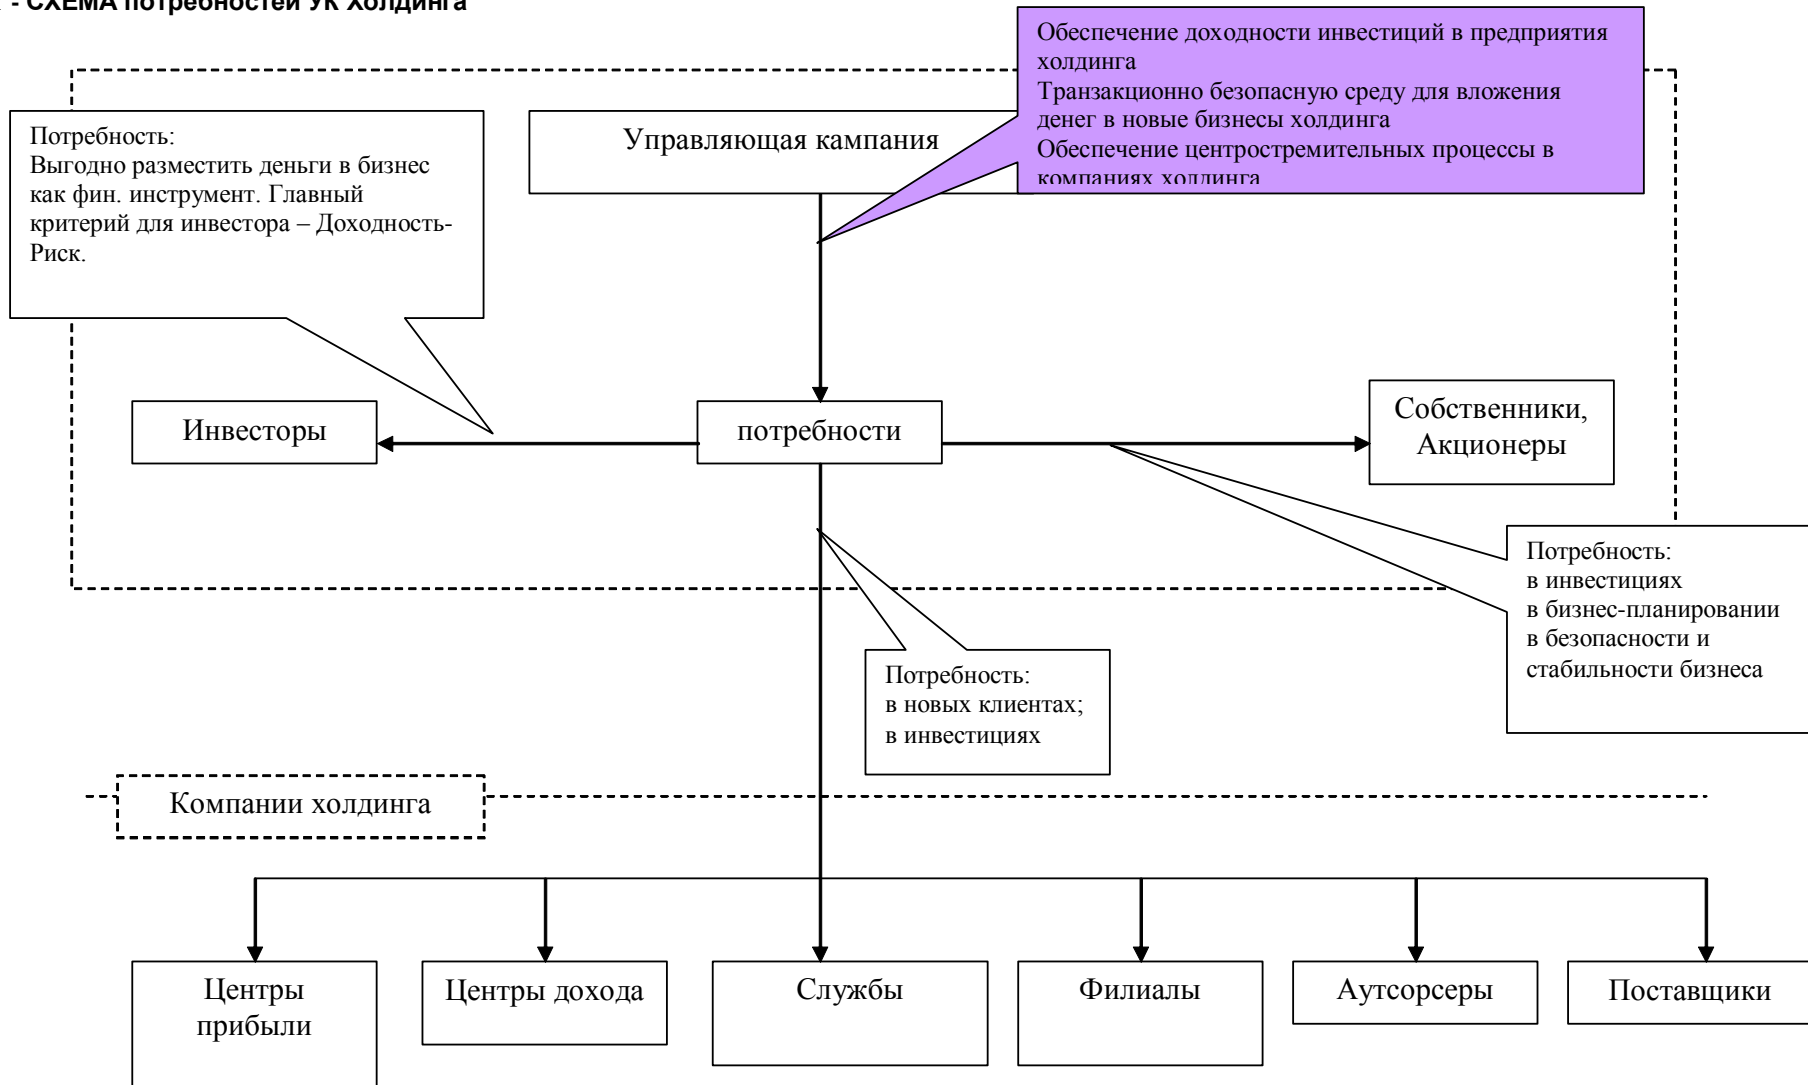 - СХЕМА потребностей УК Холдинга
Обеспечение доходности инвестиций в предприятия
холдинга
Транзакционно безопасную среду для вложения
денег в новые бизнесы холдинга
Обеспечение центростремительных процессы в
компаниях холдинга
Управляющая кампания
Потребность:
Выгодно разместить деньги в бизнес
как фин. инструмент. Главный
критерий для инвестора – Доходность-
Риск.
Инвесторы
потребности
Собственники,
Акционеры
Потребность:
в инвестициях
в бизнес-планировании
в безопасности и
стабильности бизнеса
Потребность:
в новых клиентах;
в инвестициях
Компании холдинга
Центры
прибыли
Центры дохода
Службы
Филиалы
Аутсорсеры
Поставщики